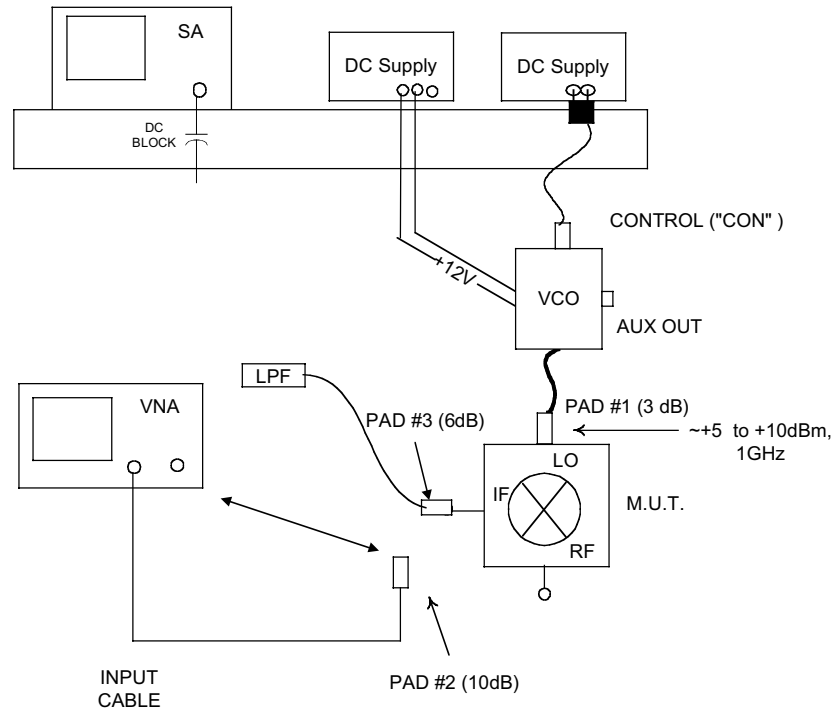 SA
DC Supply
DC Supply
DC
BLOCK
CONTROL ("CON" )
+12V
VCO
AUX OUT
LPF
VNA
PAD #3 (6dB)
PAD #1 (3 dB)
~+5 to +10dBm,
1GHz
LO
IF
M.U.T.
RF
INPUT
CABLE
PAD #2 (10dB)